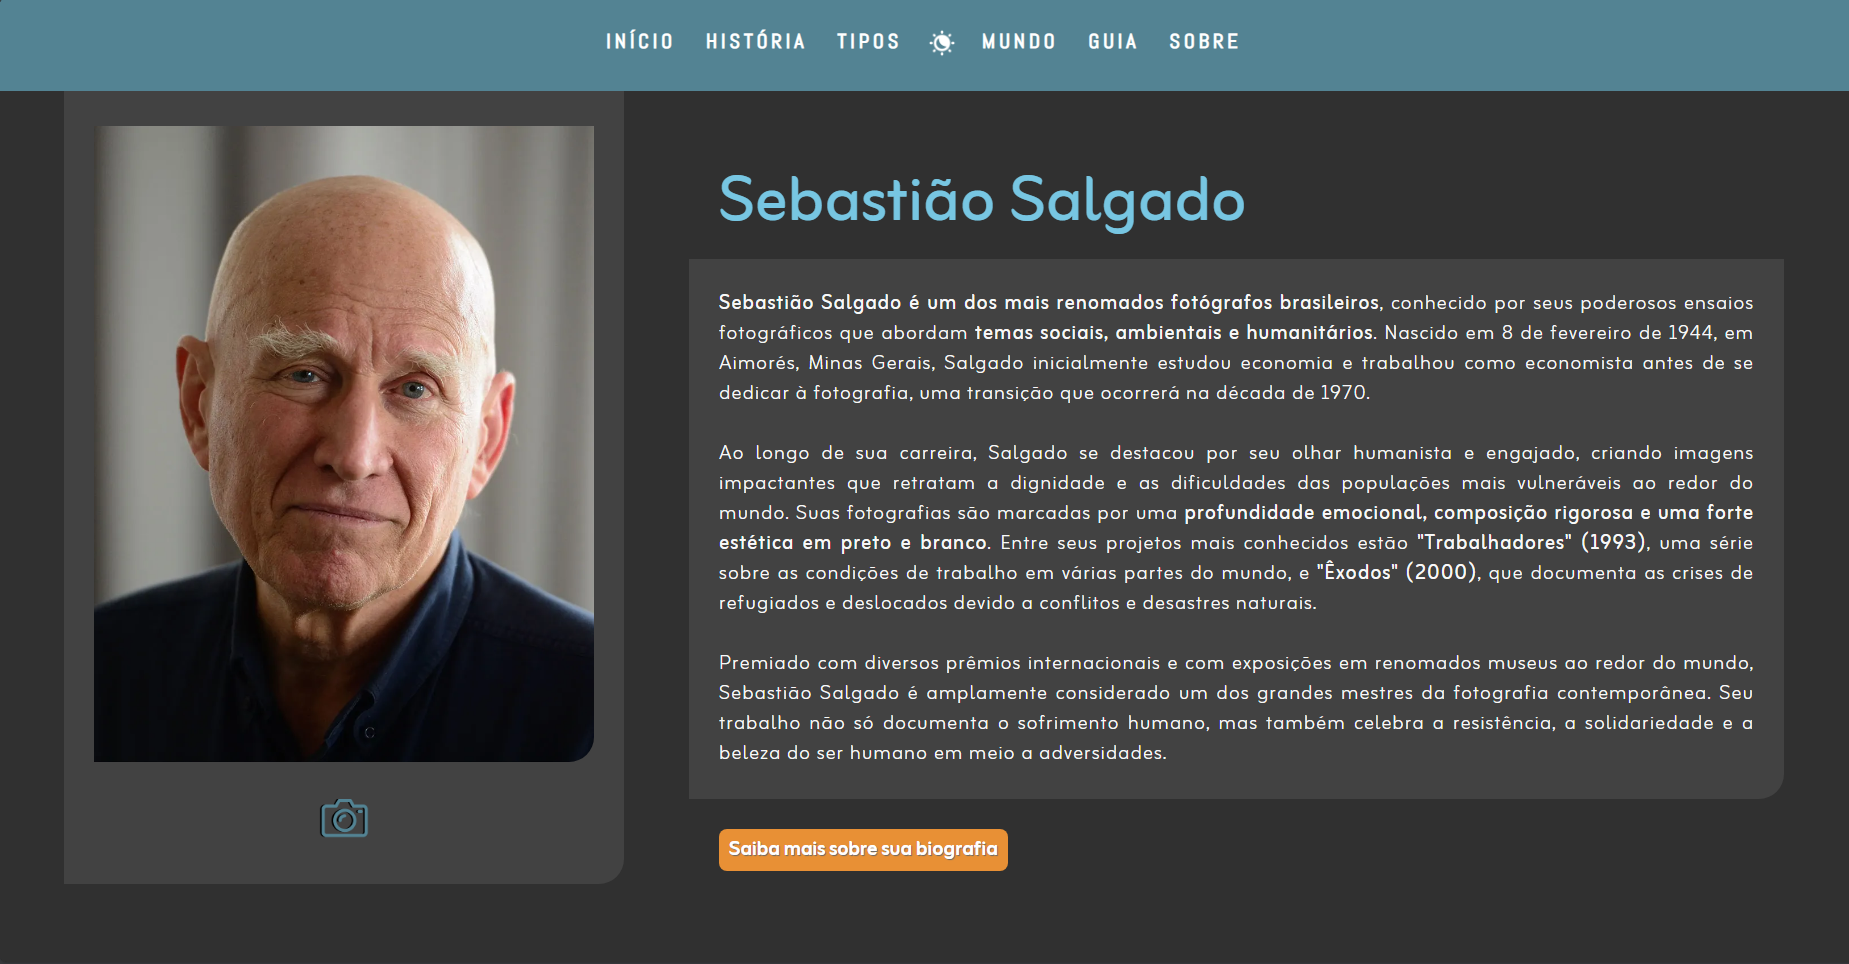 INÍCIO HISTÓRIA TIPOS MUNDO GUIA SOBRE
Sebastião Salgado
Sebastião Salgado é um dos mais renomados fotógrafos brasileiros, conhecido por seus poderosos ensaios
fotográficos que abordam temas sociais, ambientais e humanitários. Nascido em 8 de fevereiro de 1944, em
Aimorés, Minas Gerais, Salgado inicialmente estudou economia e trabalhou como economista antes de se
dedicar à fotografia, uma transição que ocorrerá na década de 1970.
Ao longo de sua carreira, Salgado se destacou por seu olhar humanista e engajado, criando imagens
impactantes que retratam a dignidade e as dificuldades das populações mais vulneráveis ao redor do
mundo. Suas fotografias são marcadas por uma profundidade emocional, composição rigorosa e uma forte
estética em preto e branco. Entre seus projetos mais conhecidos estão "Trabalhadores" (1993), uma série
sobre as condições de trabalho em várias partes do mundo, e "Êxodos" (2000), que documenta as crises de
refugiados e deslocados devido a conflitos e desastres naturais.
Premiado com diversos prêmios internacionais e com exposições em renomados museus ao redor do mundo,
Sebastião Salgado é amplamente considerado um dos grandes mestres da fotografia contemporânea. Seu
trabalho não só documenta o sofrimento humano, mas também celebra a resistência, a solidariedade e a
beleza do ser humano em meio a adversidades.
Saiba mais sobre sua biografia